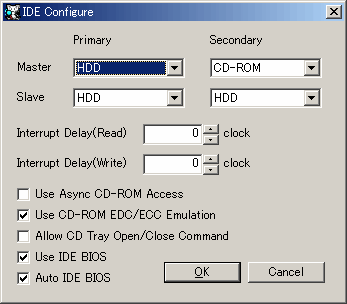 IDE Configure
Primary Secondary
Master HDD CD-ROM
Slave HDD HDD
Interrupt Delay(Read) 0 clock
Interrupt Delay(Write) 0 clock
Use Async CD-ROM Access
Use CD-ROM EDC/ECC Emulation
Allow CD Tray Open/Close Command
Use IDE BIOS
Auto IDE BIOS
OK Cancel